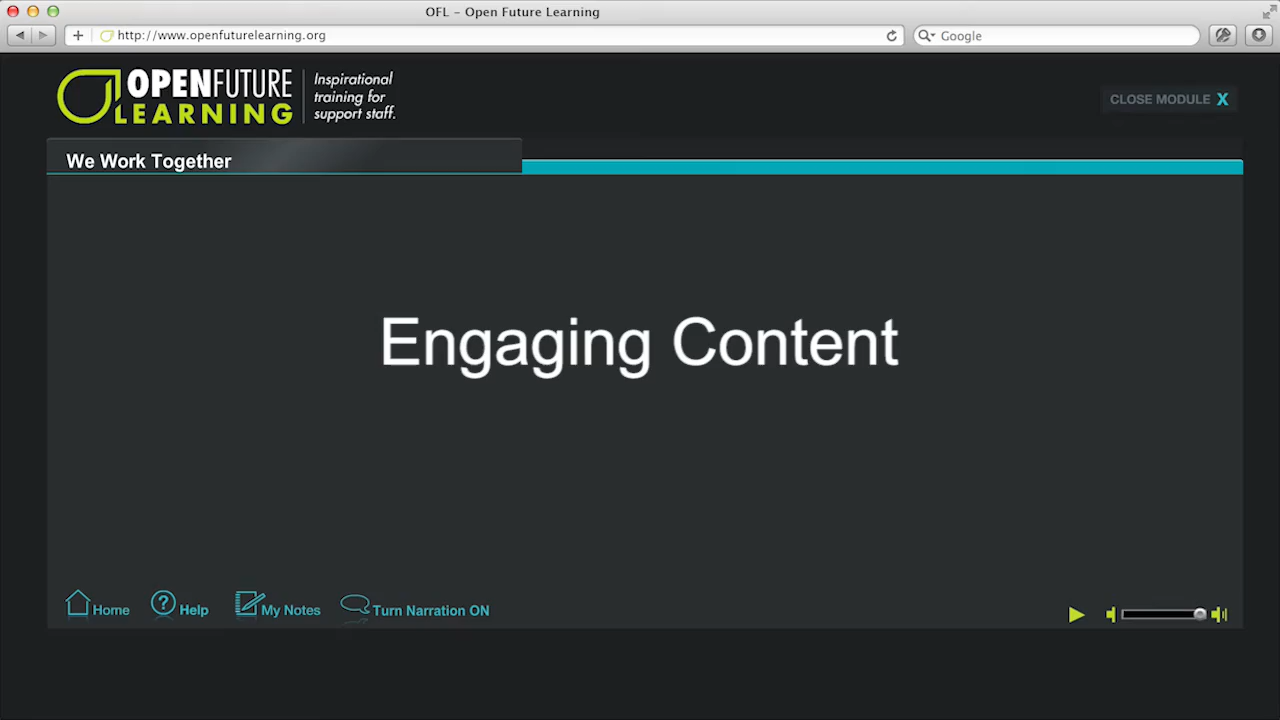 OFL – Open Future Learning
http://www.openfuturelearning.org
Google
OPENFUTURE
LEARNING
Inspirational
training for
support staff.
CLOSE MODULE X
We Work Together
Engaging Content
Home
Help
My Notes
Turn Narration ON